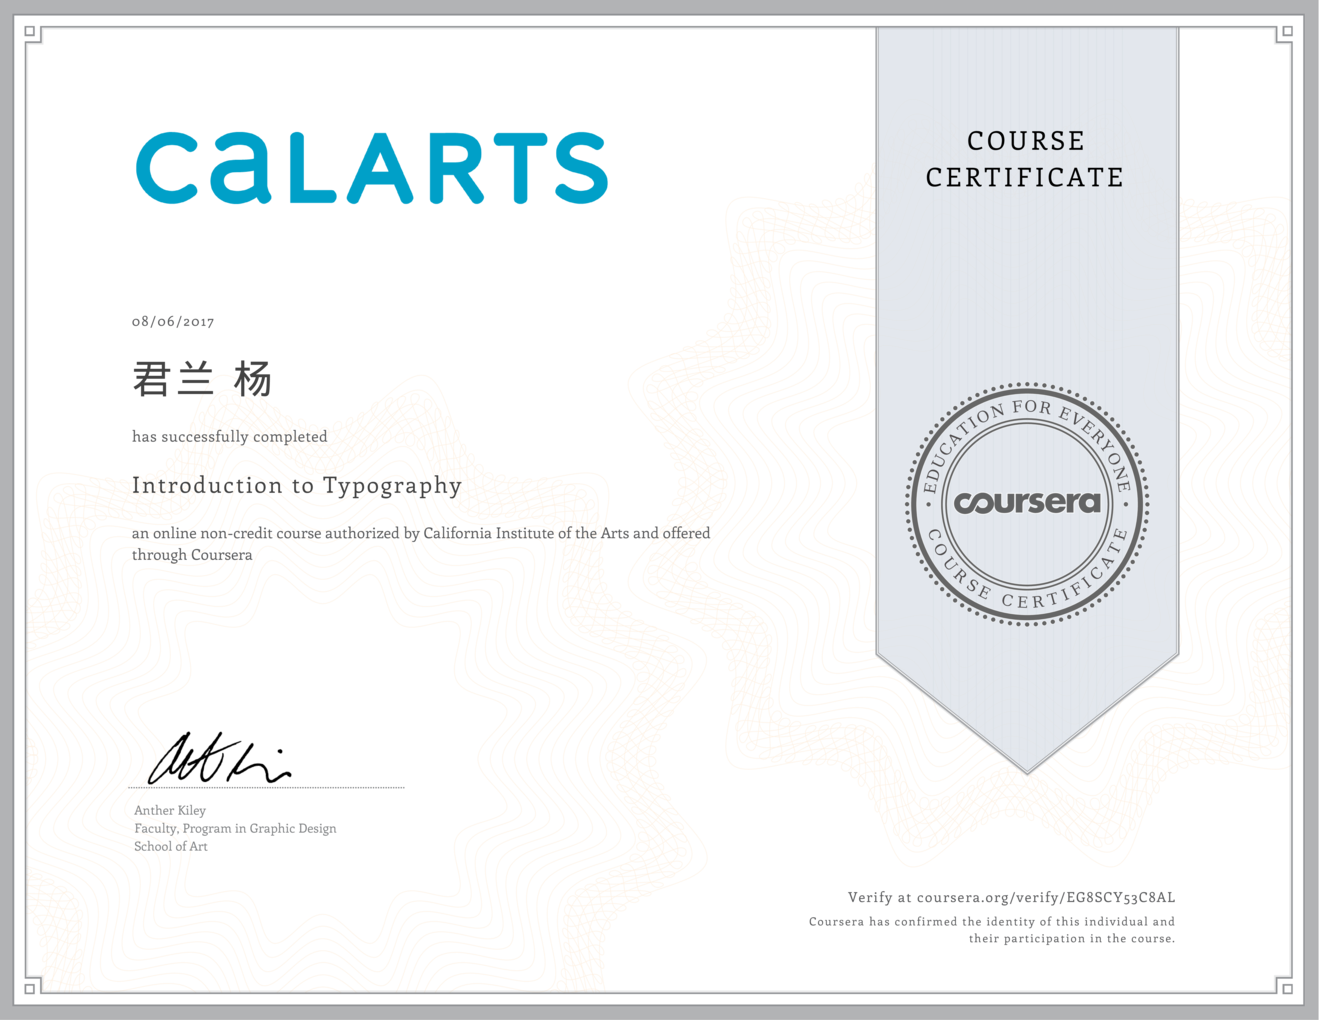 CALARTS
COURSE
CERTIFICATE
08/06/2017
君兰 杨
has successfully completed
Introduction to Typography
an online non-credit course authorized by California Institute of the Arts and offered
through Coursera
EDUCATION FOR EVERYONE
coursera
COURSE CERTIFICATE
Anther Kiley
Faculty, Program in Graphic Design
School of Art
Verify at coursera.org/verify/EG8SCY53C8AL
Coursera has confirmed the identity of this individual and
their participation in the course.